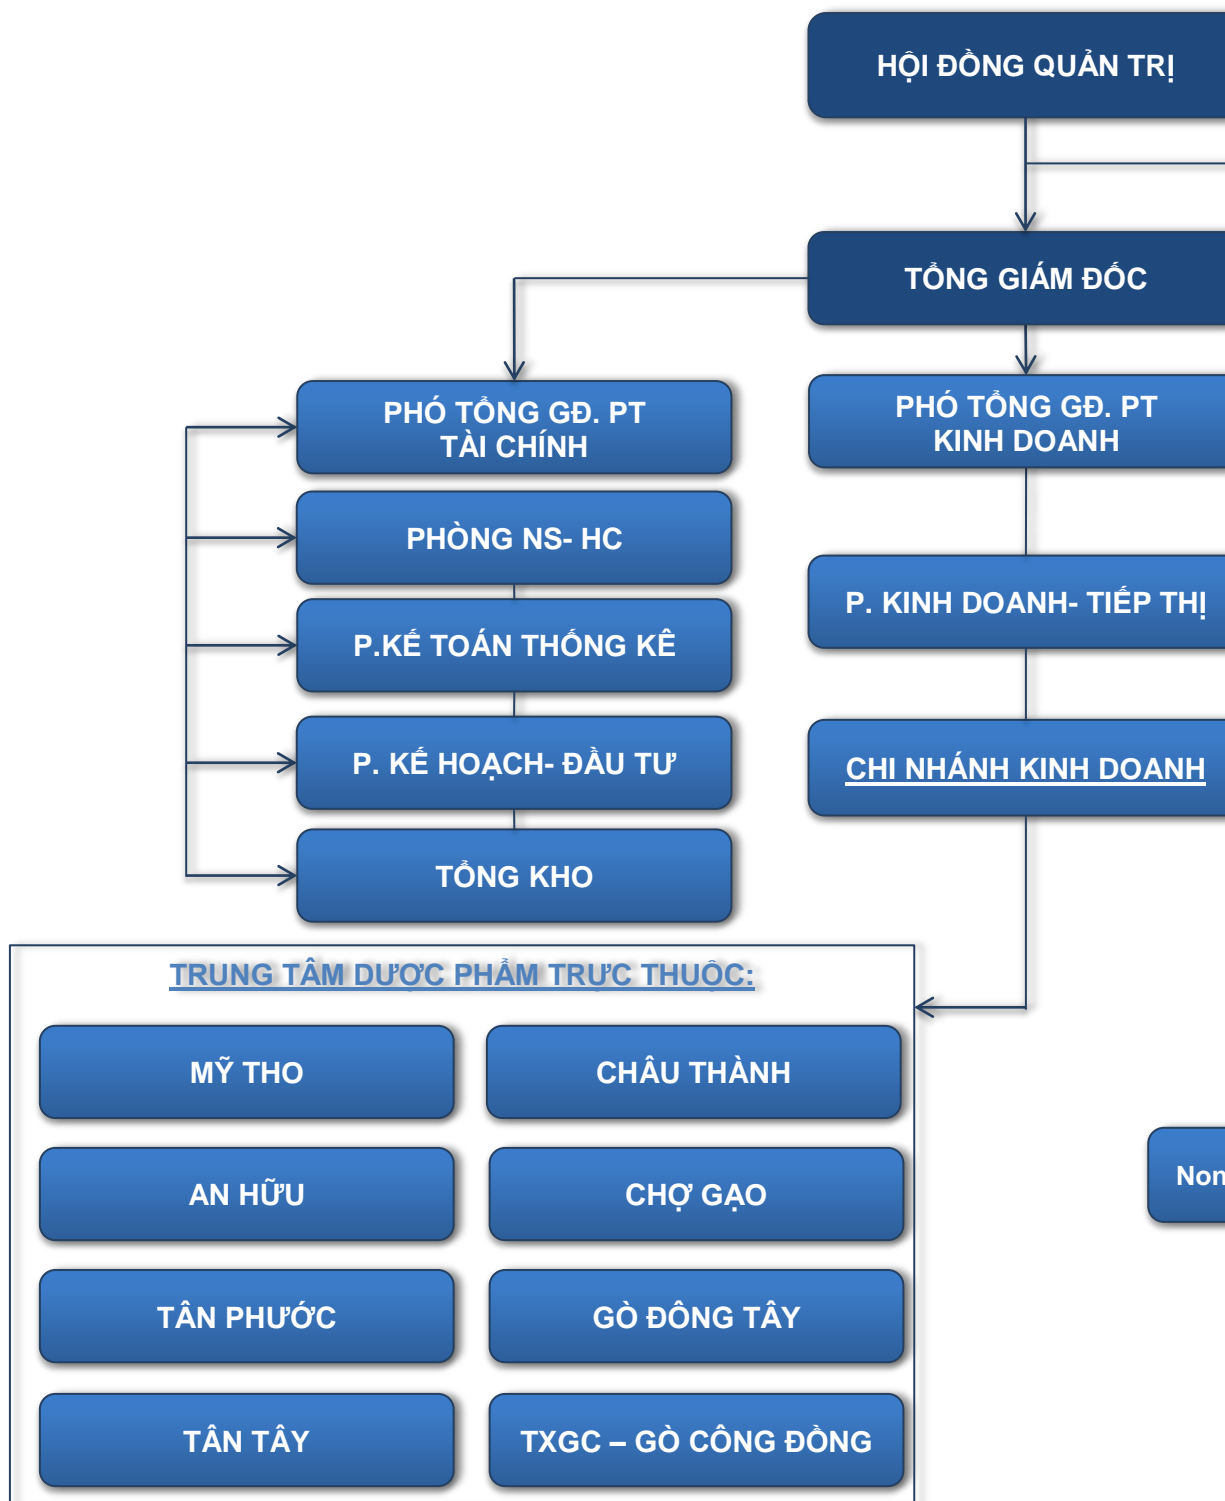 HỘI ĐỒNG QUẢN TRỊ
TỔNG GIÁM ĐỐC
PHÓ TỔNG GĐ. PT
TÀI CHÍNH
PHÒNG NS- HC
P.KẾ TOÁN THỐNG KÊ
P. KẾ HOẠCH- ĐẦU TƯ
TỔNG KHO
PHÓ TỔNG GĐ. PT
KINH DOANH
P. KINH DOANH- TIẾP THỊ
CHI NHÁNH KINH DOANH
TRUNG TÂM DƯỢC PHẨM TRỰC THUỘC:
MỸ THO
CHÂU THÀNH
AN HỮU
CHỢ GẠO
TÂN PHƯỚC
GÒ ĐÔNG TÂY
TÂN TÂY
TXGC – GÒ CÔNG ĐỒNG